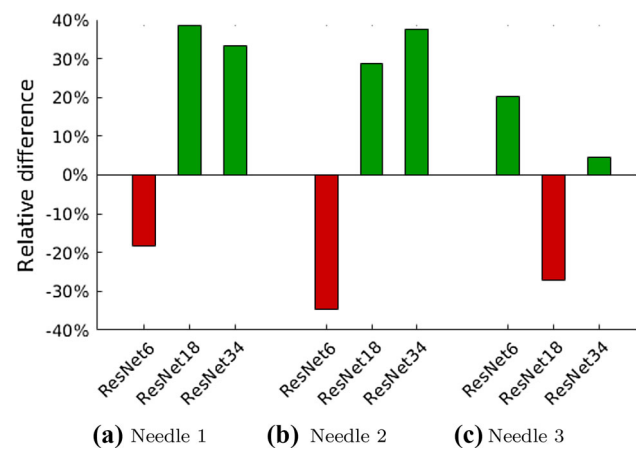 40%
30%
20%
10%
0%
-10%
-20%
-30%
-40%
Relative difference
ResNet6
ResNet18
ResNet34
ResNet6
ResNet18
ResNet34
ResNet6
ResNet18
ResNet34
(a) Needle 1 (b) Needle 2 (c) Needle 3